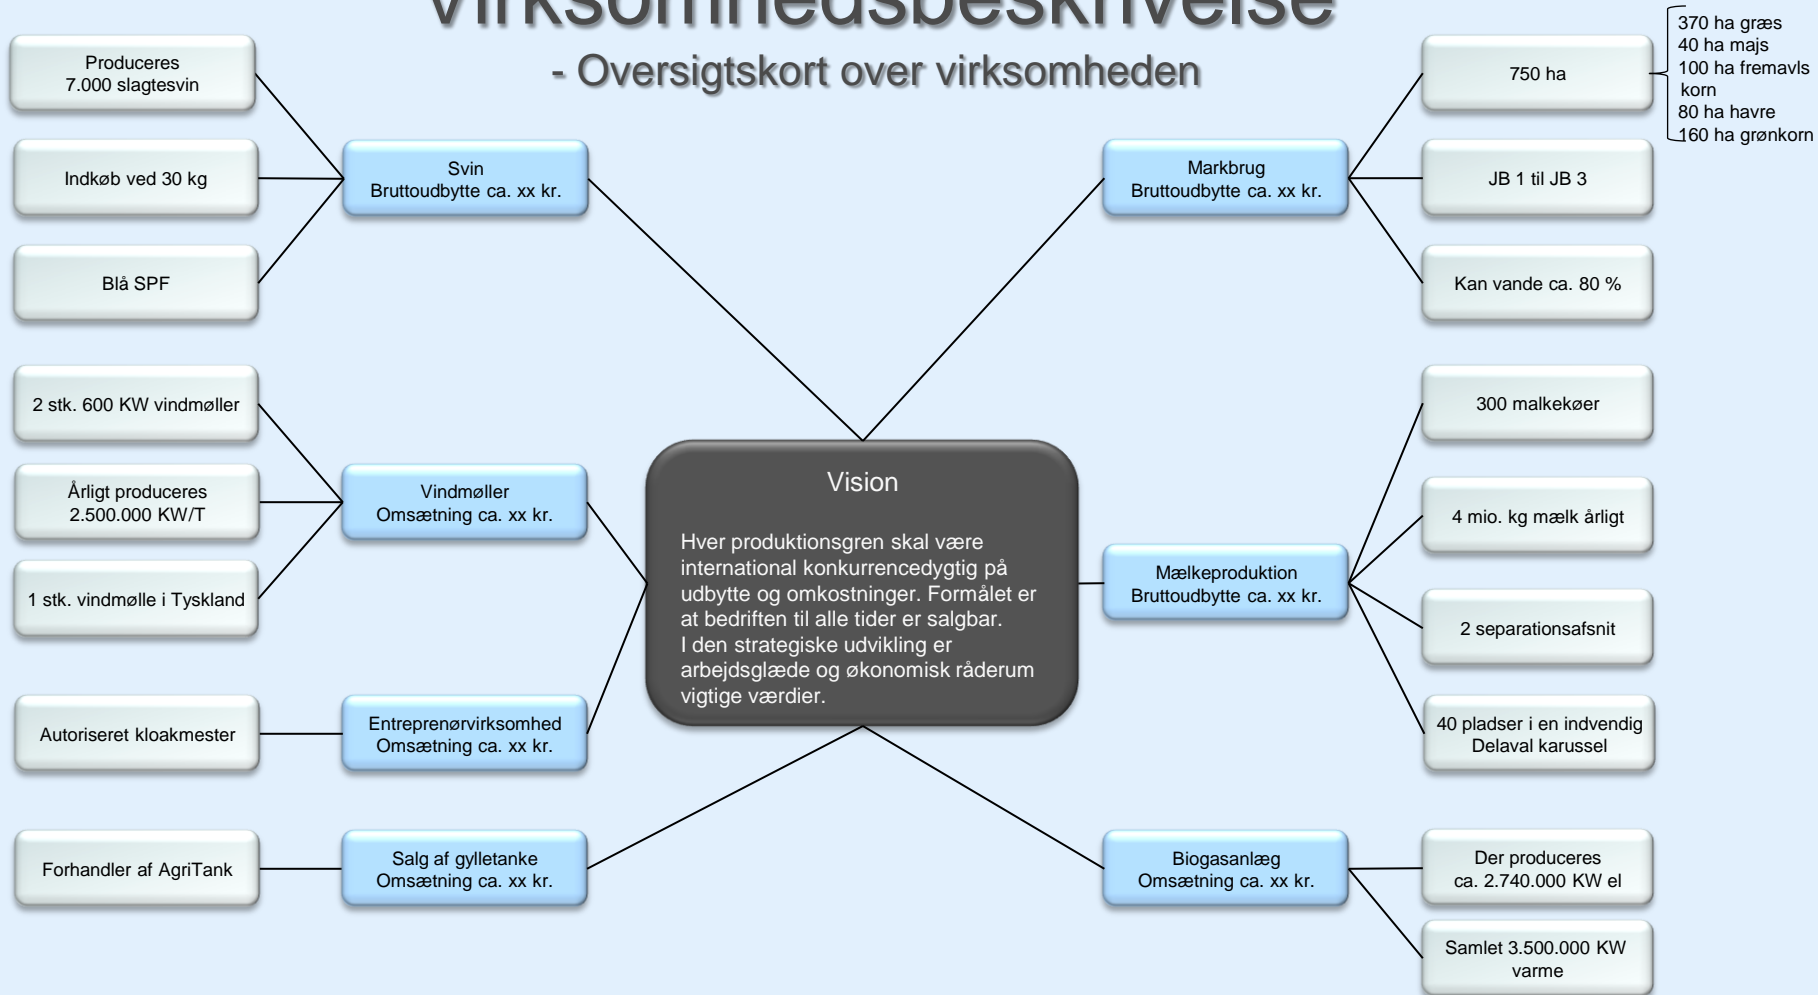 Virksomhedsbeskrivelse
- Oversigtskort over virksomheden
Produceres
7.000 slagtesvin
Indkøb ved 30 kg
Blå SPF
Svin
Bruttoudbytte ca. xx kr.
2 stk. 600 KW vindmøller
Årligt produceres
2.500.000 KW/T
1 stk. vindmølle i Tyskland
Vindmøller
Omsætning ca. xx kr.
Autoriseret kloakmester
Entreprenørvirksomhed
Omsætning ca. xx kr.
Forhandler af AgriTank
Salg af gylletanke
Omsætning ca. xx kr.
Vision
Hver produktionsgren skal være
international konkurrencedygtig på
udbytte og omkostninger. Formålet er
at bedriften til alle tider er salgbar.
I den strategiske udvikling er
arbejdsglæde og økonomisk råderum
vigtige værdier.
Markbrug
Bruttoudbytte ca. xx kr.
750 ha
370 ha græs
40 ha majs
100 ha fremavls
korn
80 ha havre
160 ha grønkorn
JB 1 til JB 3
Kan vande ca. 80 %
Mælkeproduktion
Bruttoudbytte ca. xx kr.
300 malkekøer
4 mio. kg mælk årligt
2 separationsafsnit
40 pladser i en indvendig
Delaval karussel
Biogasanlæg
Omsætning ca. xx kr.
Der produceres
ca. 2.740.000 KW el
Samlet 3.500.000 KW
varme